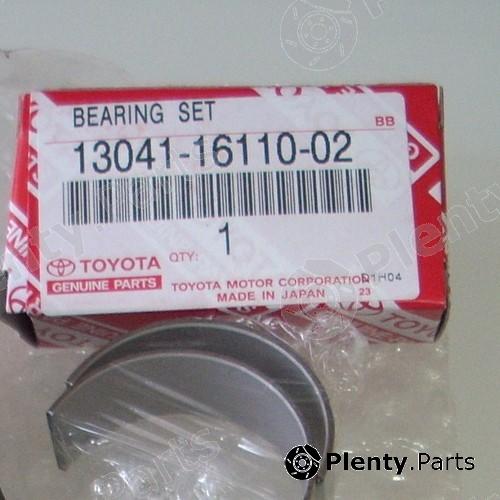 BEARING SET
BB
13041-16110-02
1
QTY:
TOYOTA
GENUINE PARTS
TOYOTA MOTOR CORPORATION
D1H04
MADE IN JAPAN
23
Plenty.Parts